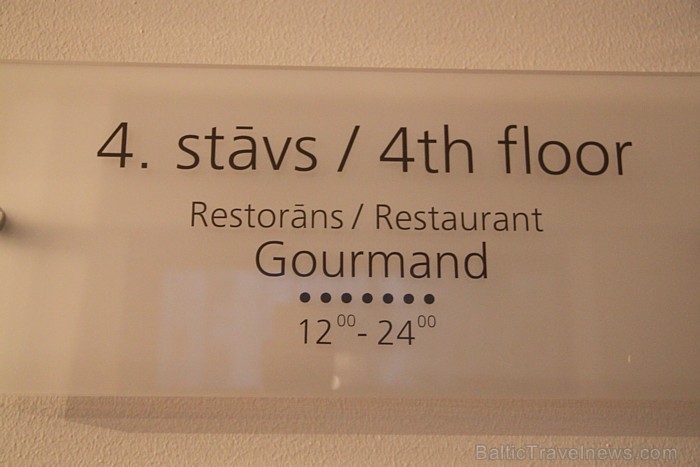 4. stāvs / 4th floor
Restorāns / Restaurant
Gourmand
•••••••
12⁰⁰ - 24⁰⁰
BalticTravelnews.com